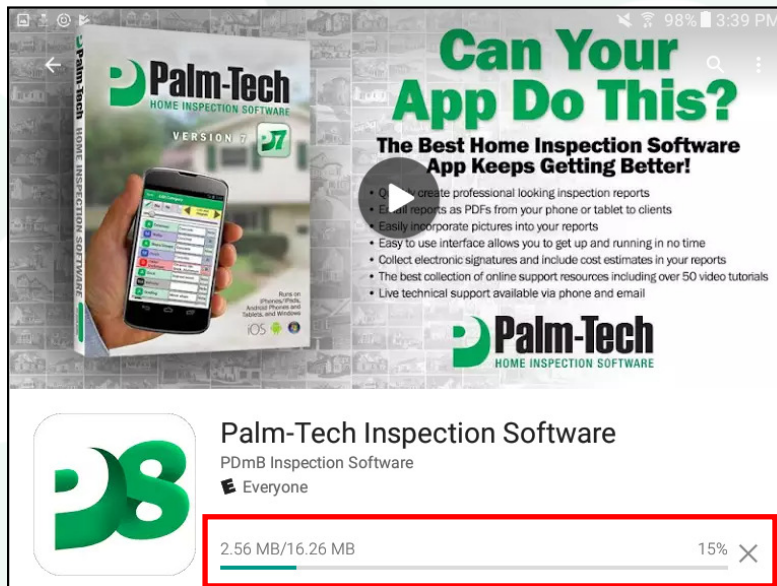 98% 3:39 PM
Palm-Tech
HOME INSPECTION SOFTWARE
VERSION 7
Palm-Tech HOME INSPECTION SOFTWARE
Runs on
iPhones/iPads,
Android Phones and
Tablets, and Windows
iOS
Can Your
App Do This?
The Best Home Inspection Software
App Keeps Getting Better!
• Quickly create professional looking inspection reports
• Email reports as PDFs from your phone or tablet to clients
• Easily incorporate pictures into your reports
• Easy to use interface allows you to get up and running in no time
• Collect electronic signatures and include cost estimates in your reports
• The best collection of online support resources including over 50 video tutorials
• Live technical support available via phone and email
Palm-Tech
HOME INSPECTION SOFTWARE
P8
Palm-Tech Inspection Software
PDmB Inspection Software
E Everyone
2.56 MB/16.26 MB 15%